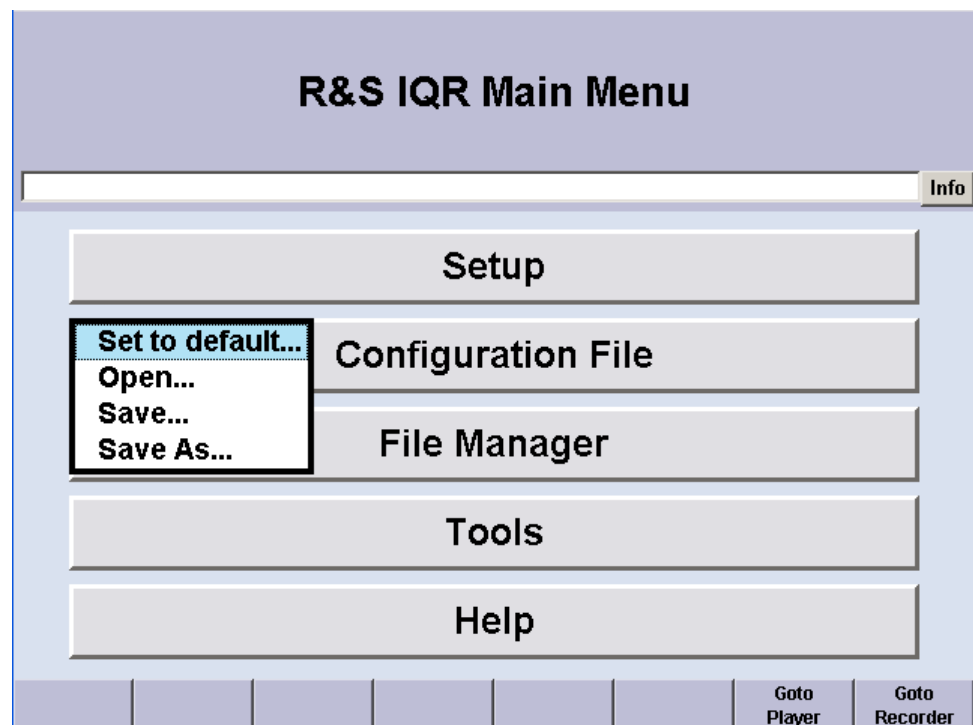 R&S IQR Main Menu
Info
Setup
Set to default...
Open...
Save...
Save As...
Configuration File
File Manager
Tools
Help
Goto
Player
Goto
Recorder